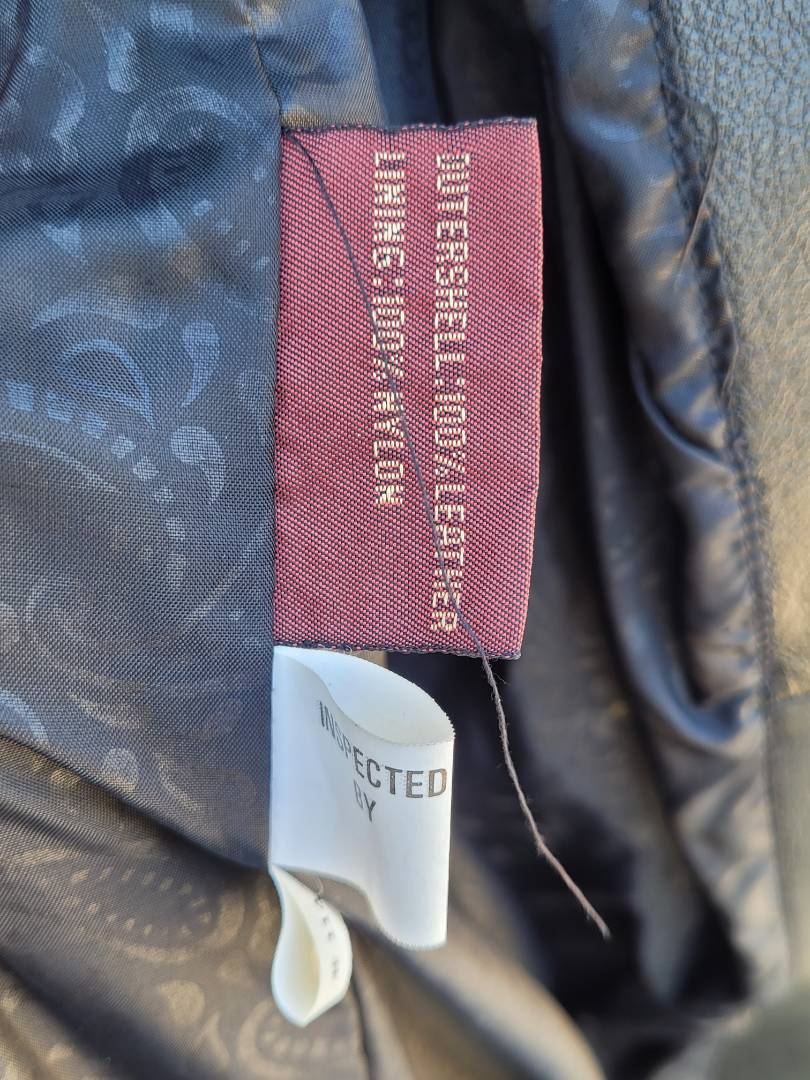 OUTERSHELL:100% LEATHER
LINING:100% NYLON
INSPECTED
BY